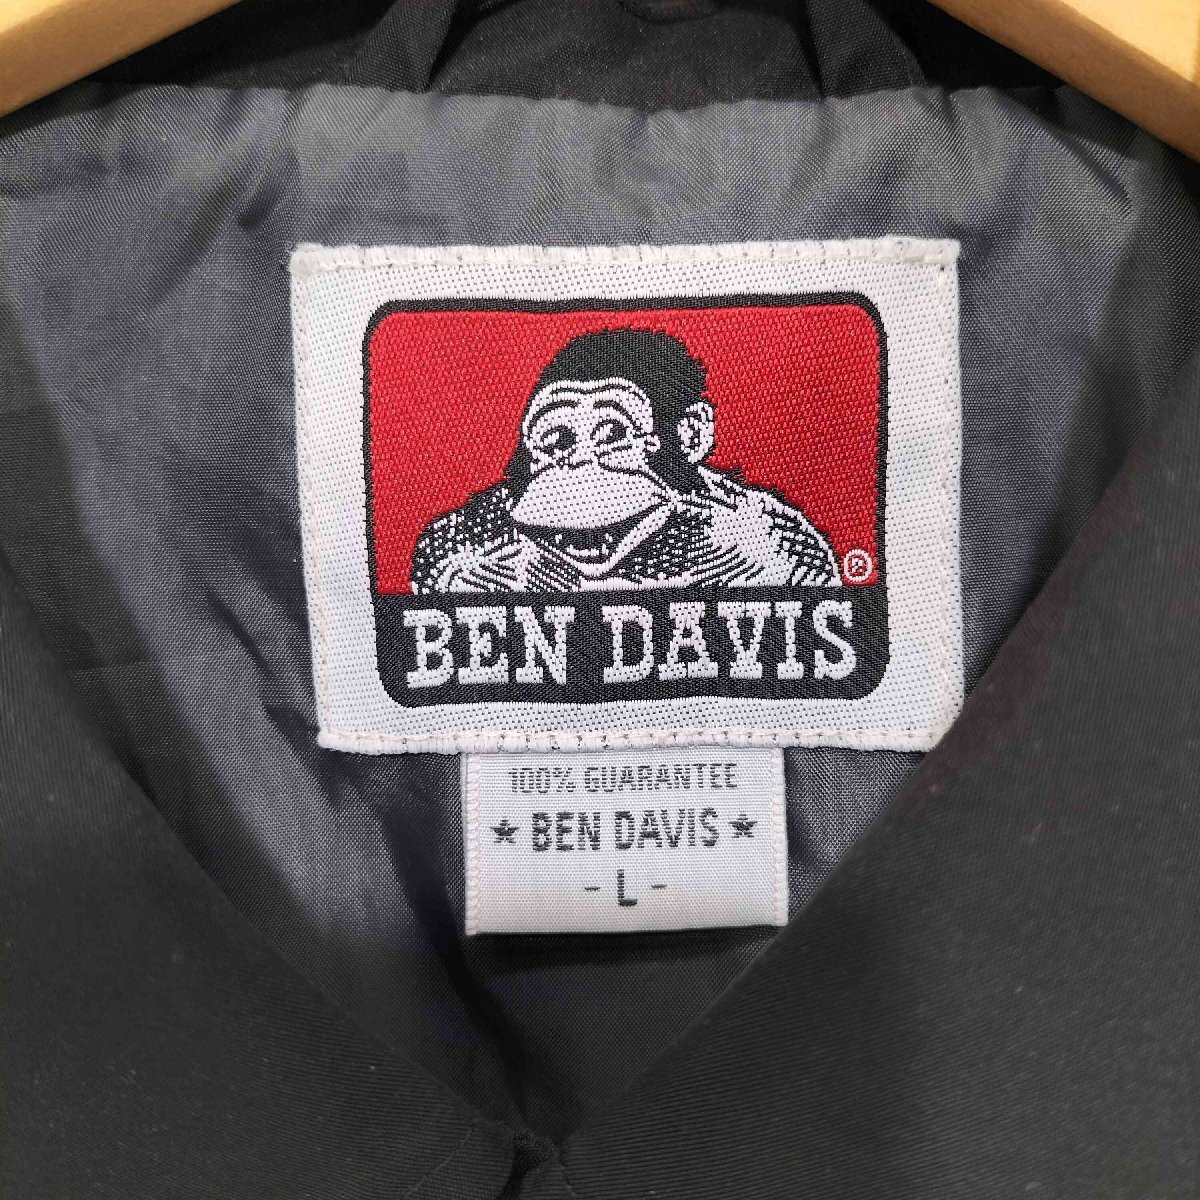 ®
BEN DAVIS
100% GUARANTEE
★ BEN DAVIS ★
- L -